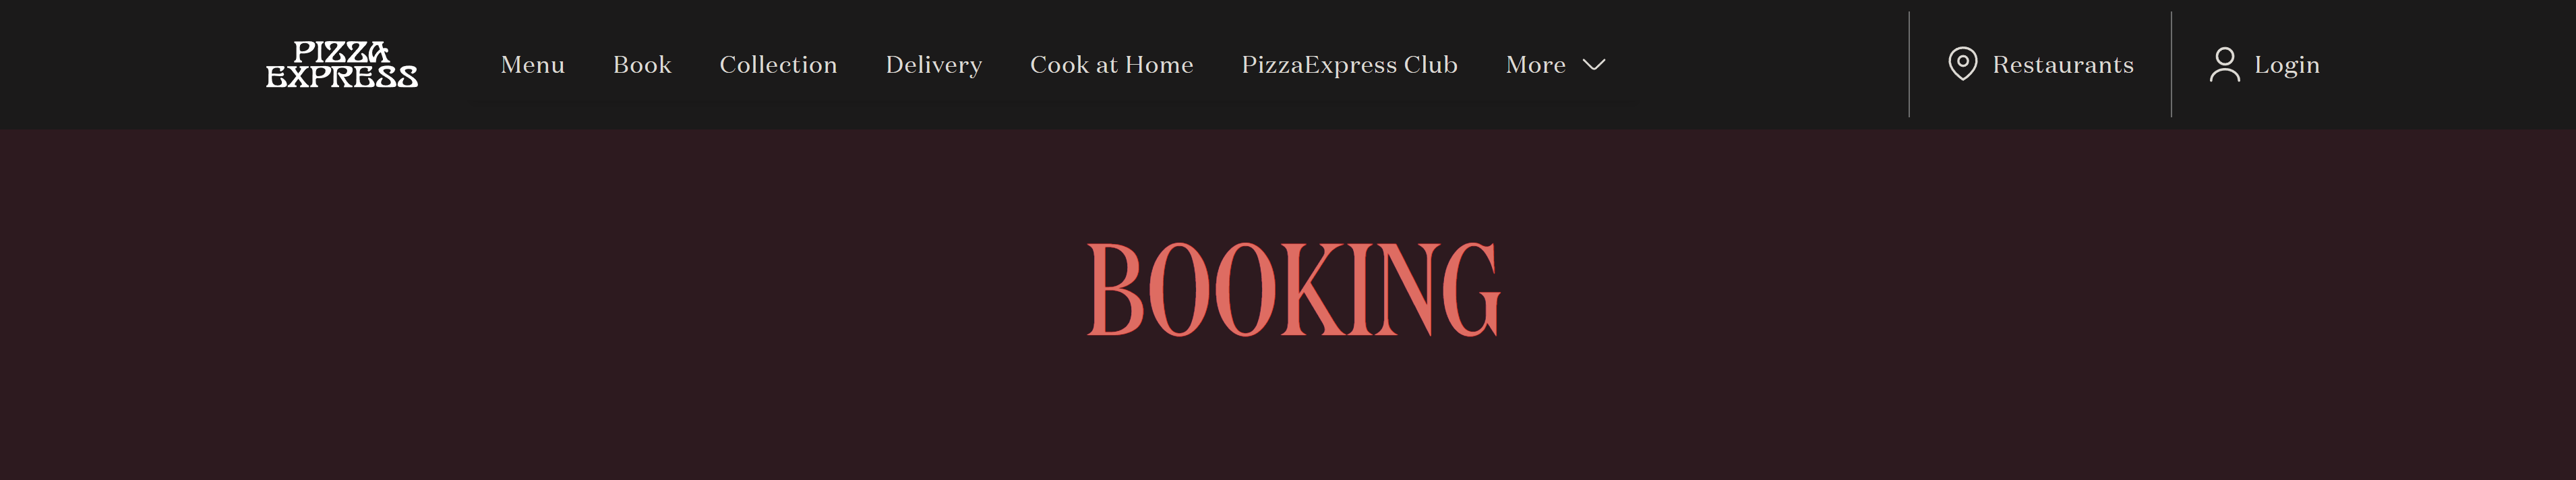 PIZZA
EXPRESS
Menu Book Collection Delivery Cook at Home PizzaExpress Club More Restaurants Login
BOOKING